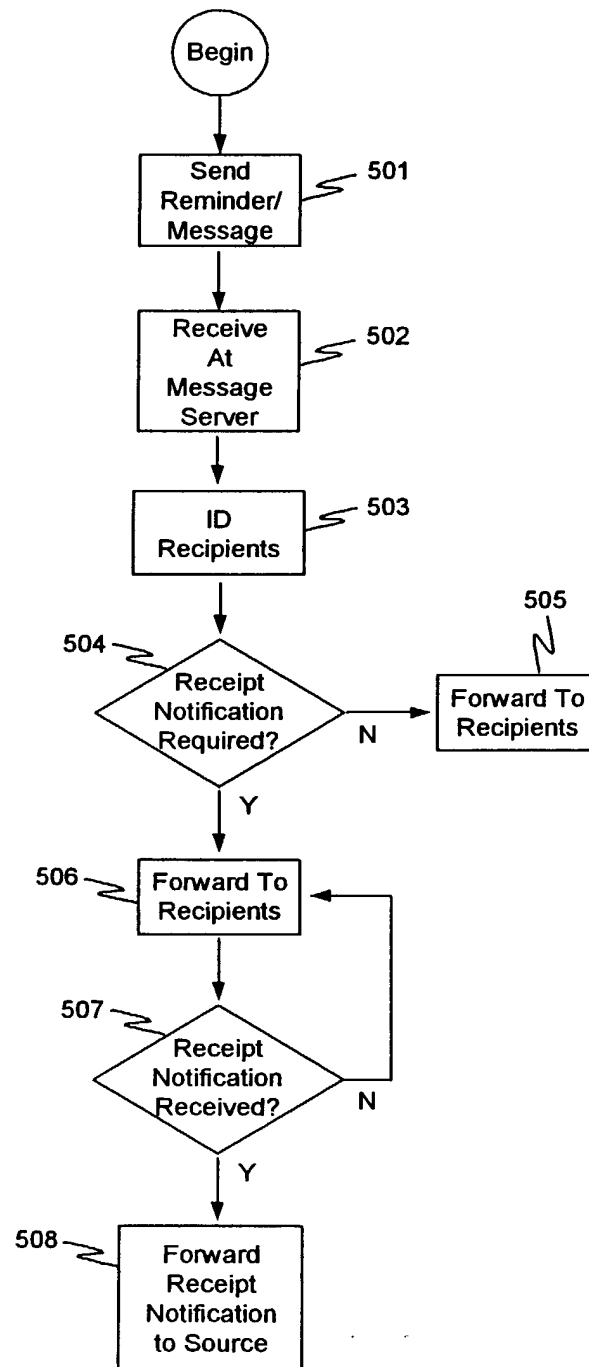 Begin
Send
Reminder/
Message
501
Receive
At
Message
Server
502
ID
Recipients
503
504
Receipt
Notification
Required?
N
505
Forward To
Recipients
Y
506
Forward To
Recipients
507
Receipt
Notification
Received?
N
Y
508
Forward
Receipt
Notification
to Source